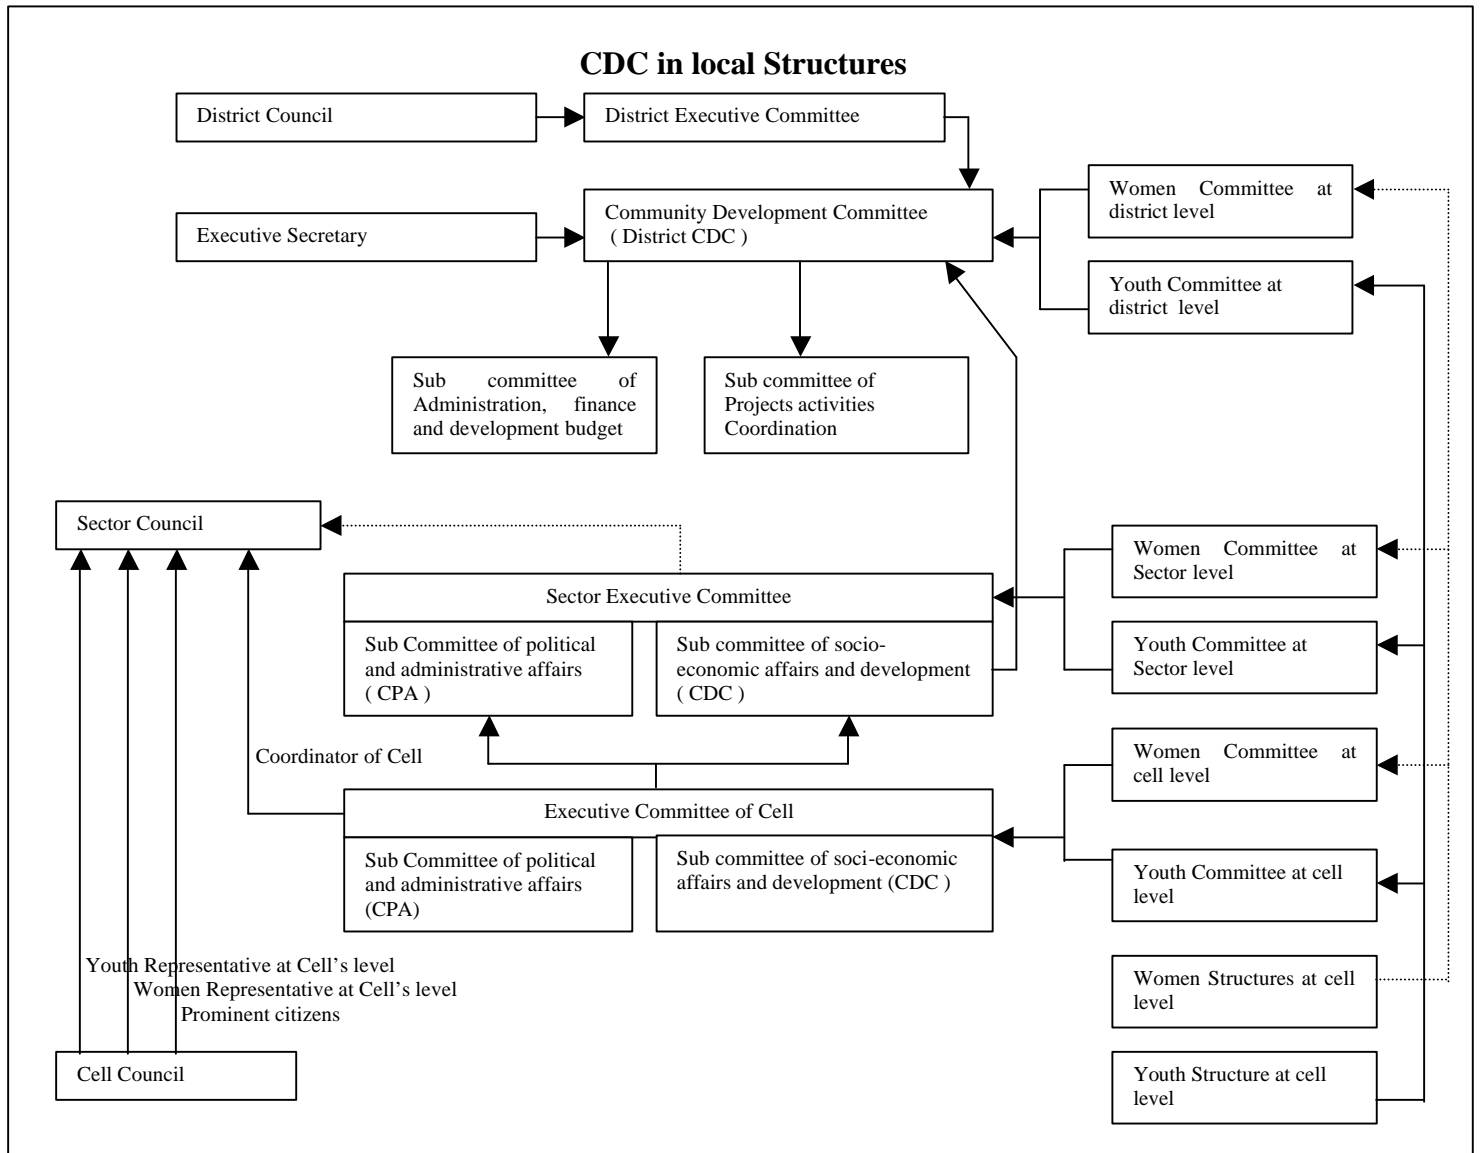 CDC in local Structures
District Council
District Executive Committee
Women Committee at
district level
Community Development Committee
( District CDC )
Executive Secretary
Youth Committee at
district level
Sub committee of
Administration, finance
and development budget
Sub committee of
Projects activities
Coordination
Sector Council
Women Committee at
Sector level
Sector Executive Committee
Sub Committee of political
and administrative affairs
( CPA )
Sub committee of socio-
economic affairs and development
( CDC )
Youth Committee at
Sector level
Coordinator of Cell
Women Committee at
cell level
Executive Committee of Cell
Sub Committee of political
and administrative affairs
(CPA)
Sub committee of soci-economic
affairs and development (CDC )
Youth Committee at cell
level
Youth Representative at Cell's level
Women Representative at Cell's level
Prominent citizens
Women Structures at cell
level
Cell Council
Youth Structure at cell
level